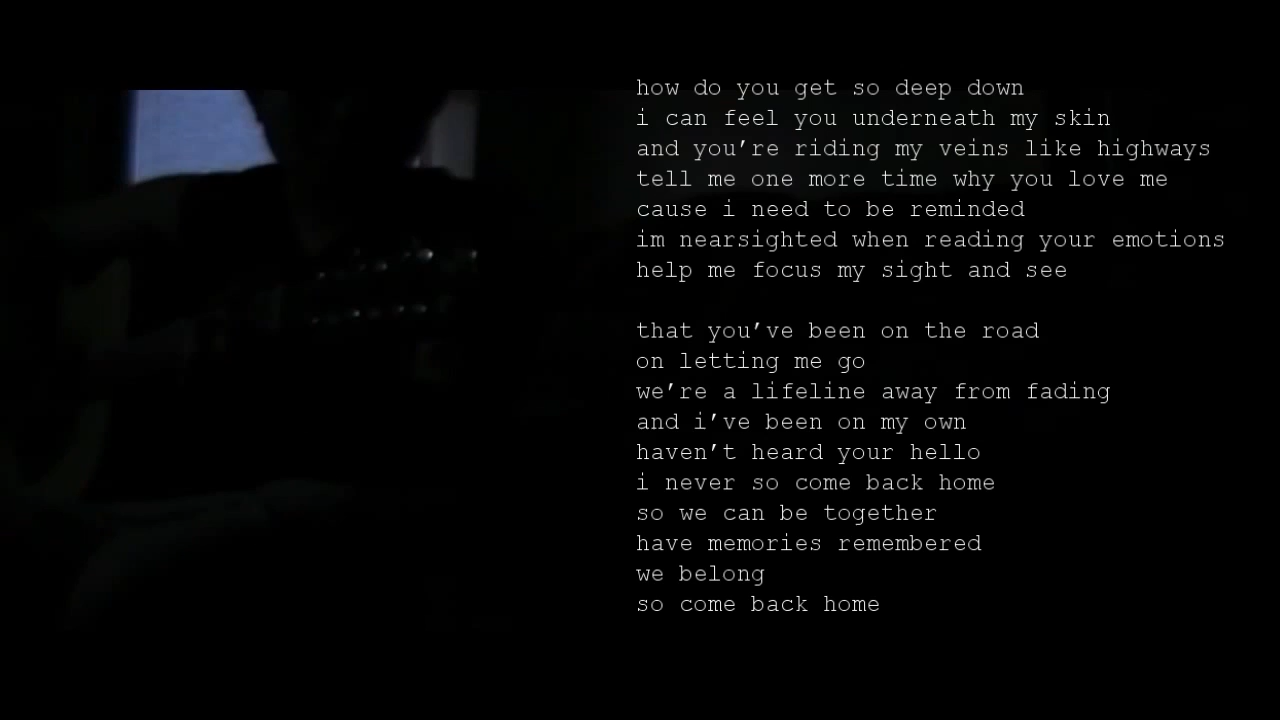 how do you get so deep down
i can feel you underneath my skin
and you're riding my veins like highways
tell me one more time why you love me
cause i need to be reminded
im nearsighted when reading your emotions
help me focus my sight and see

that you've been on the road
on letting me go
we're a lifeline away from fading
and i've been on my own
haven't heard your hello
i never so come back home
so we can be together
have memories remembered
we belong
so come back home